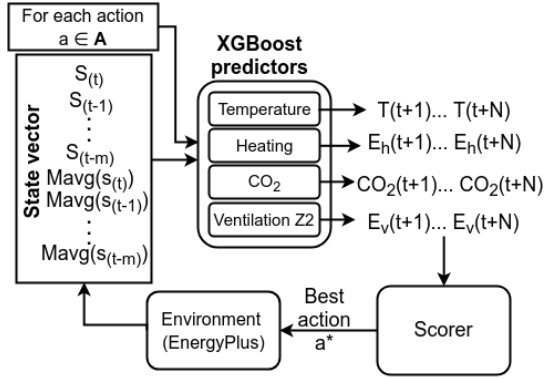 For each action
a ∈ A
State vector
S(t)
S(t-1)
⋮
S(t-m)
Mavg(s(t))
Mavg(s(t-1))
⋮
Mavg(s(t-m))
XGBoost
predictors
Temperature
Heating
CO₂
Ventilation Z2
T(t+1)... T(t+N)
Eh(t+1)... Eh(t+N)
CO₂(t+1)... CO₂(t+N)
Ev(t+1)... Ev(t+N)
Scorer
Best
action
a*
Environment
(EnergyPlus)